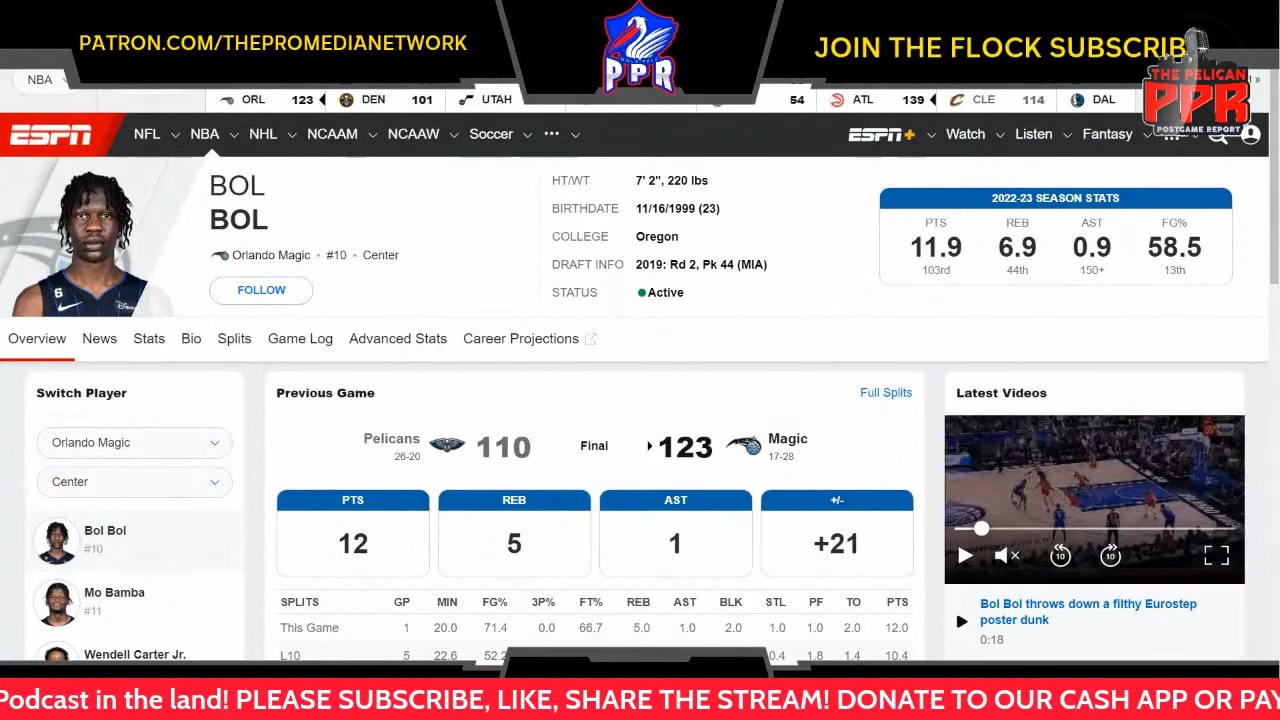 PATRON.COM/THEPROMEDIANETWORK
PPR
JOIN THE FLOCK SUBSCRIB
THE PELICAN
PPR
POSTGAME REPORT
NBA
ORL 123 DEN 101 UTAH 54 ATL 139 CLE 114 DAL
ESPN NFL NBA NHL NCAAM NCAAW Soccer ••• ESPN+ Watch Listen Fantasy •••
BOL
BOL
Orlando Magic • #10 • Center
FOLLOW
HT/WT 7' 2", 220 lbs
BIRTHDATE 11/16/1999 (23)
COLLEGE Oregon
DRAFT INFO 2019: Rd 2, Pk 44 (MIA)
STATUS Active
2022-23 SEASON STATS
PTS REB AST FG%
11.9 6.9 0.9 58.5
103rd 44th 150+ 13th
6
Overview News Stats Bio Splits Game Log Advanced Stats Career Projections
Switch Player
Orlando Magic
Center
Bol Bol
#10
Mo Bamba
#11
Wendell Carter Jr.
Previous Game Full Splits
Pelicans 110 Final 123 Magic
26-20 17-28
PTS REB AST +/-
12 5 1 +21
SPLITS GP MIN FG% 3P% FT% REB AST BLK STL PF TO PTS
This Game 1 20.0 71.4 0.0 66.7 5.0 1.0 2.0 1.0 1.0 2.0 12.0
L10 5 22.6 52.2 0.4 1.8 1.4 10.4
Latest Videos
10 10
Bol Bol throws down a filthy Eurostep
poster dunk
0:18
Podcast in the land! PLEASE SUBSCRIBE, LIKE, SHARE THE STREAM! DONATE TO OUR CASH APP OR PAY